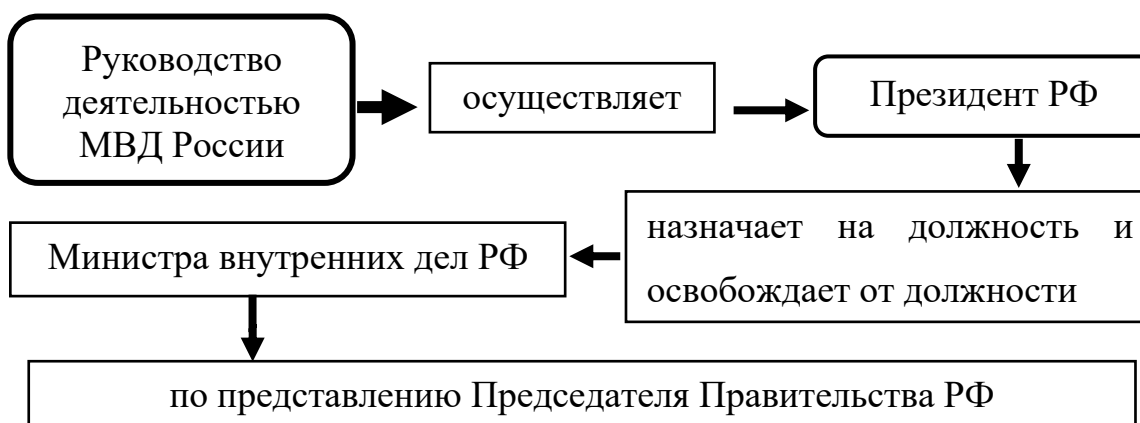 Руководство
деятельностью
МВД России
осуществляет
Президент РФ
назначает на должность и
освобождает от должности
Министра внутренних дел РФ
по представлению Председателя Правительства РФ